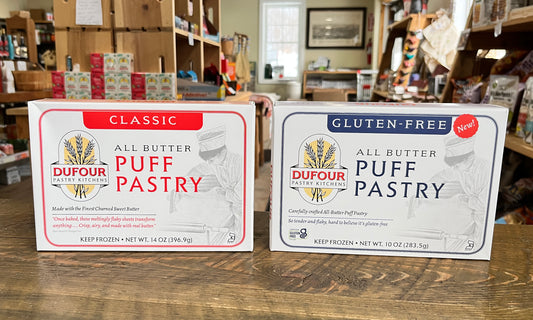 CLASSIC
ALL BUTTER
PUFF
PASTRY
DUFOUR
PASTRY KITCHENS
Made with the Finest Churned Sweet Butter
"Once baked, these meltingly flaky sheets transform
anything.... Crisp, airy, and made with real butter."
KEEP FROZEN • NET WT. 14 OZ (396.9g)
GLUTEN-FREE
New!
ALL BUTTER
PUFF
PASTRY
DUFOUR
PASTRY KITCHENS
Carefully crafted All-Butter Puff Pastry
So tender and flaky, hard to believe it's gluten-free
KEEP FROZEN • NET WT. 10 OZ (283.5g)